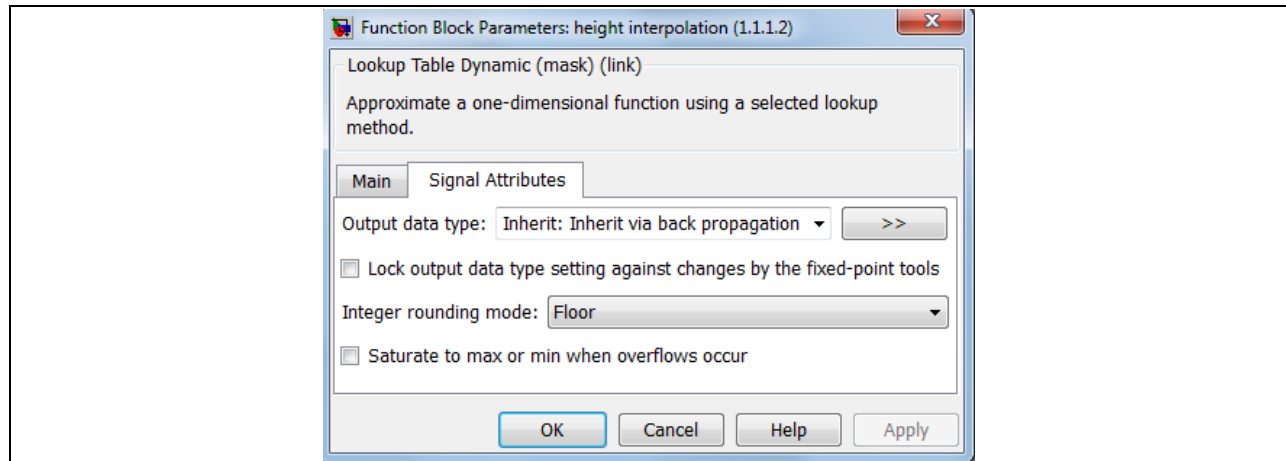 Function Block Parameters: height interpolation (1.1.1.2)
Lookup Table Dynamic (mask) (link)
Approximate a one-dimensional function using a selected lookup
method.
Main Signal Attributes
Output data type: Inherit: Inherit via back propagation >>
Lock output data type setting against changes by the fixed-point tools
Integer rounding mode: Floor
Saturate to max or min when overflows occur
OK Cancel Help Apply